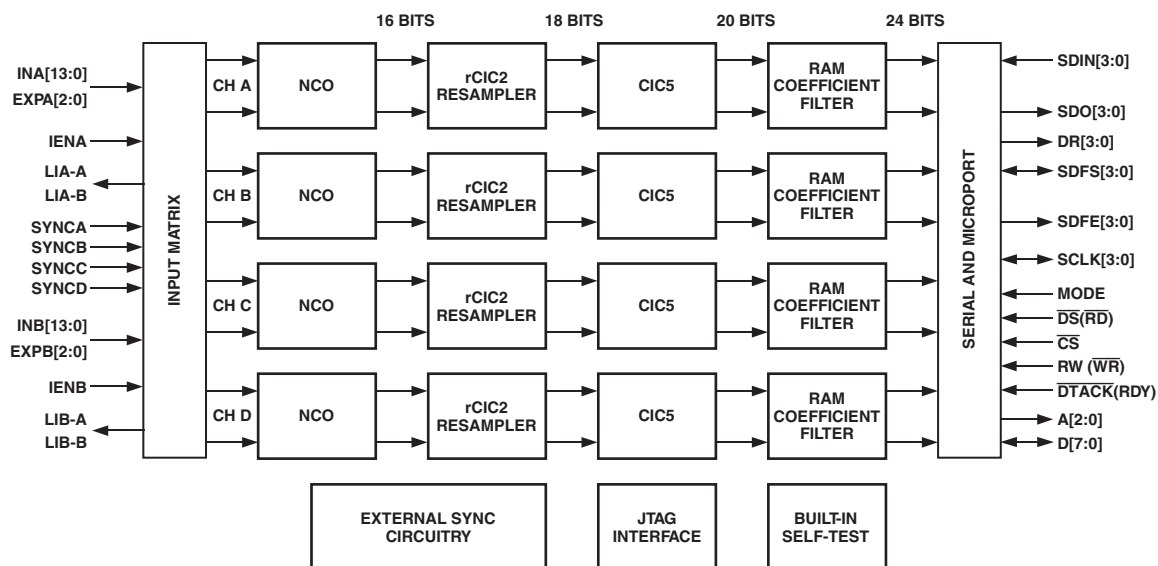 16 BITS
18 BITS
20 BITS
24 BITS
INA[13:0]
EXPA[2:0]
IENA
LIA-A
LIA-B
SYNCA
SYNCB
SYNCC
SYNCD
INB[13:0]
EXPB[2:0]
IENB
LIB-A
LIB-B
INPUT MATRIX
CH A
NCO
rCIC2
RESAMPLER
CIC5
RAM
COEFFICIENT
FILTER
CH B
NCO
rCIC2
RESAMPLER
CIC5
RAM
COEFFICIENT
FILTER
CH C
NCO
rCIC2
RESAMPLER
CIC5
RAM
COEFFICIENT
FILTER
CH D
NCO
rCIC2
RESAMPLER
CIC5
RAM
COEFFICIENT
FILTER
SERIAL AND MICROPORT
SDIN[3:0]
SDO[3:0]
DR[3:0]
SDFS[3:0]
SDFE[3:0]
SCLK[3:0]
MODE
D̅S̅(R̅D̅)
C̅S̅
RW (W̅R̅)
D̅T̅A̅C̅K̅(RDY)
A[2:0]
D[7:0]
EXTERNAL SYNC
CIRCUITRY
JTAG
INTERFACE
BUILT-IN
SELF-TEST